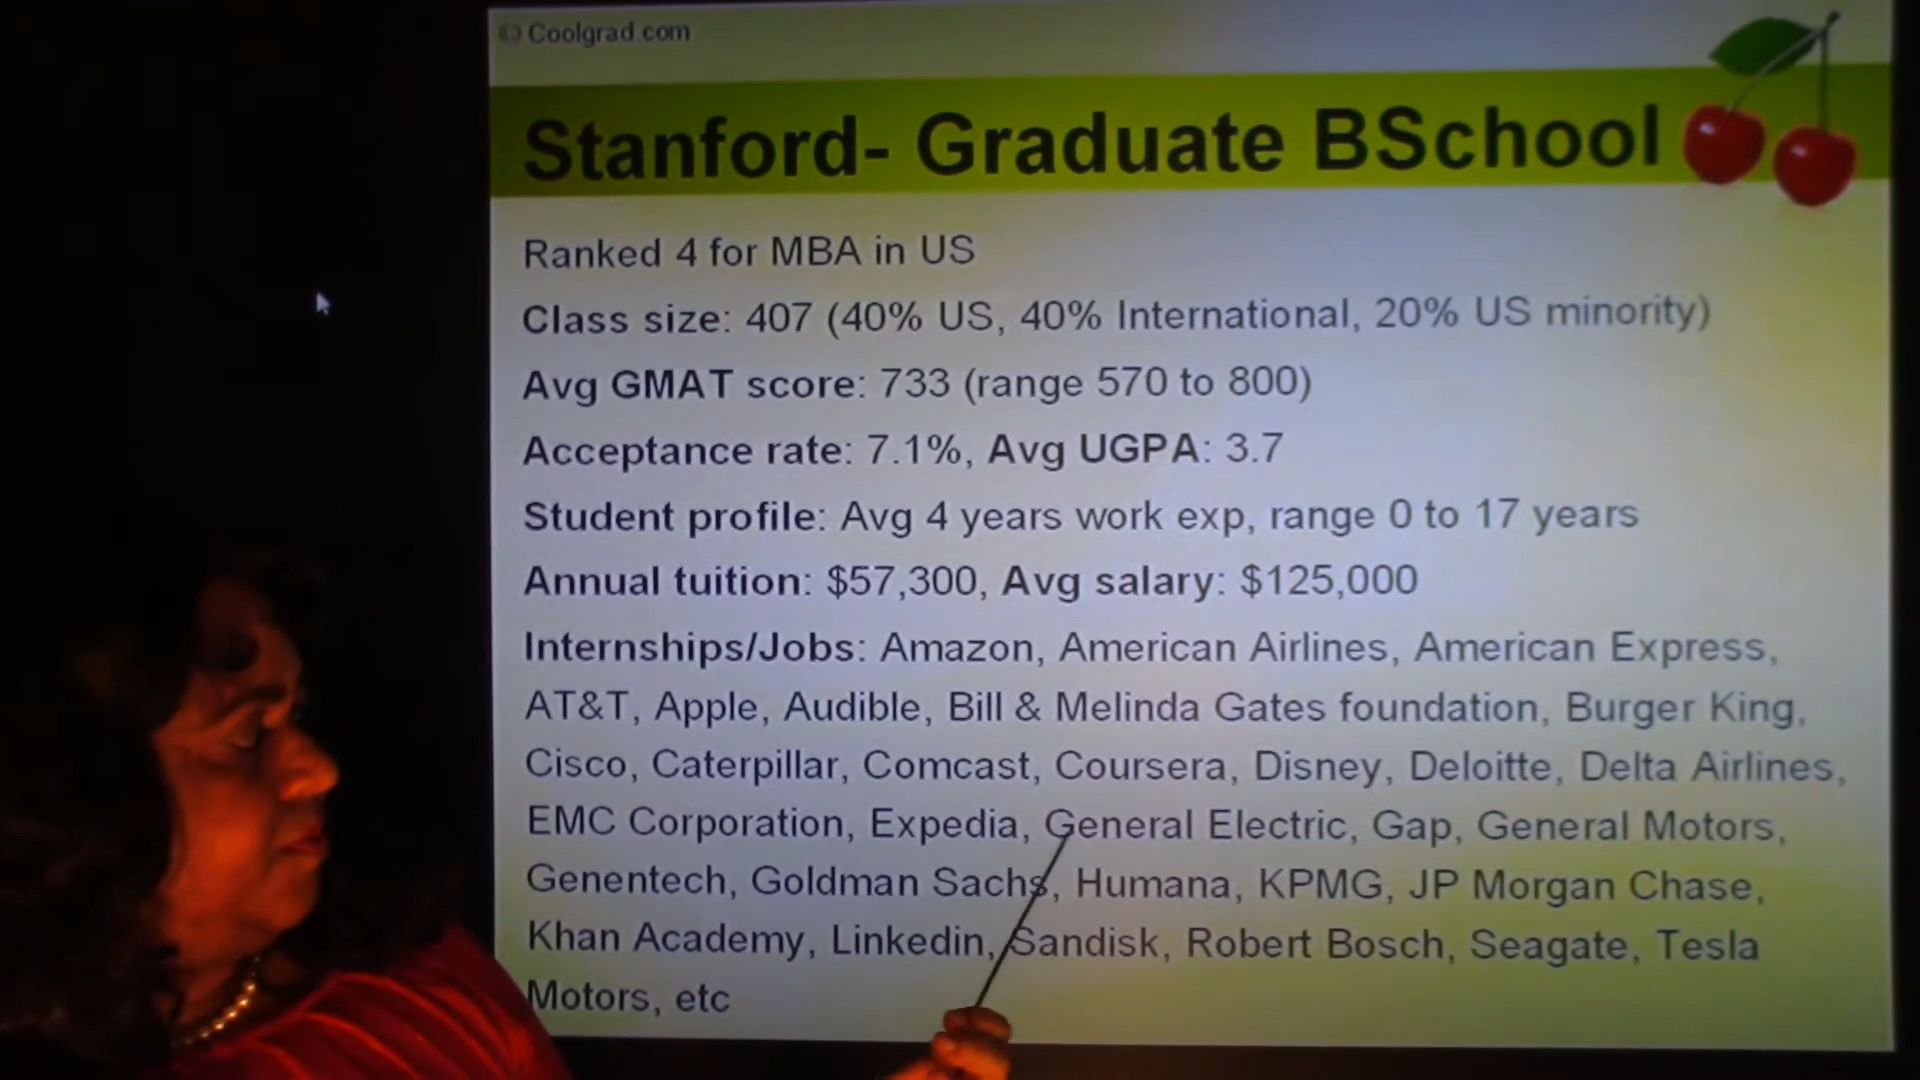 © Coolgrad.com
Stanford- Graduate BSchool
Ranked 4 for MBA in US
Class size: 407 (40% US, 40% International, 20% US minority)
Avg GMAT score: 733 (range 570 to 800)
Acceptance rate: 7.1%, Avg UGPA: 3.7
Student profile: Avg 4 years work exp, range 0 to 17 years
Annual tuition: $57,300, Avg salary: $125,000
Internships/Jobs: Amazon, American Airlines, American Express,
AT&T, Apple, Audible, Bill & Melinda Gates foundation, Burger King,
Cisco, Caterpillar, Comcast, Coursera, Disney, Deloitte, Delta Airlines,
EMC Corporation, Expedia, General Electric, Gap, General Motors,
Genentech, Goldman Sachs, Humana, KPMG, JP Morgan Chase,
Khan Academy, Linkedin, Sandisk, Robert Bosch, Seagate, Tesla
Motors, etc